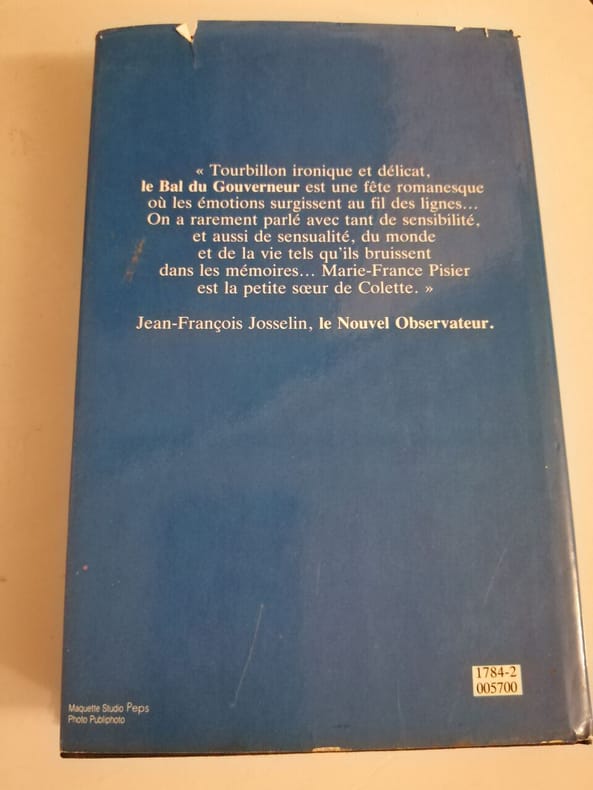 « Tourbillon ironique et délicat,
le Bal du Gouverneur est une fête romanesque
où les émotions surgissent au fil des lignes...
On a rarement parlé avec tant de sensibilité,
et aussi de sensualité, du monde
et de la vie tels qu'ils bruissent
dans les mémoires... Marie-France Pisier
est la petite sœur de Colette. »
Jean-François Josselin, le Nouvel Observateur.
1784-2
005700
Maquette Studio Peps
Photo Publiphoto